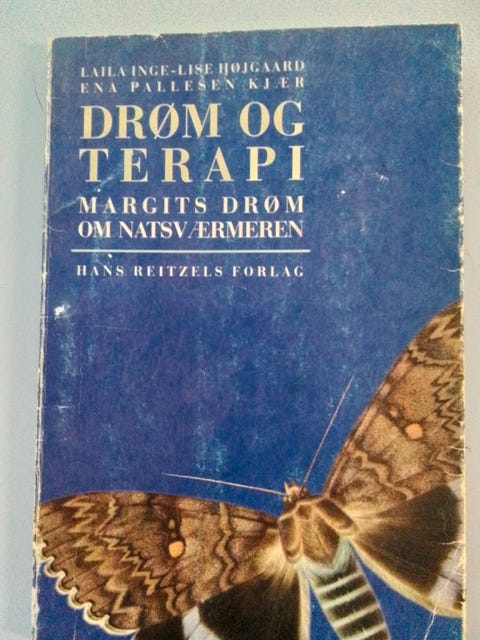 LAILA INGE-LISE HØJGAARD
ENA PALLESEN KJÆR
DRØM OG
TERAPI
MARGITS DRØM
OM NATSVÆRMEREN
HANS REITZELS FORLAG